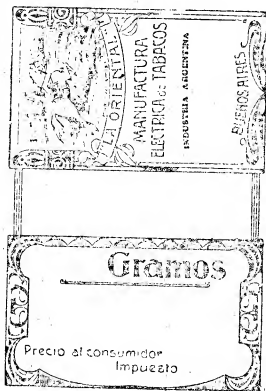 LA ORIENTAL
MANUFACTURA
ELECTRICA DE TABACOS
INDUSTRIA ARGENTINA
BUENOS AIRES
Gramos
Precio al consumidor
Impuesto